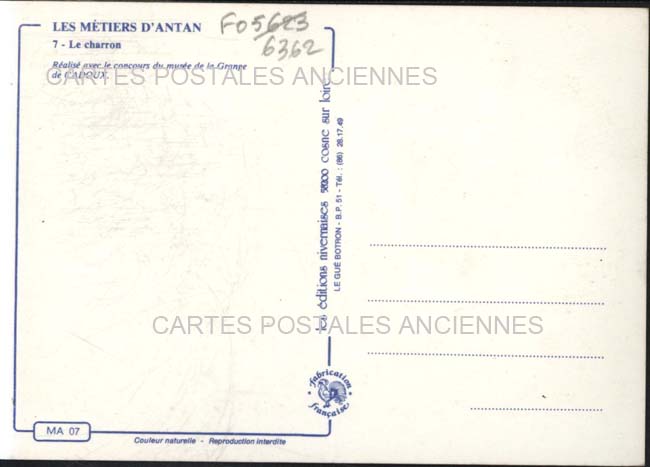 LES MÉTIERS D'ANTAN
7 - Le charron
Réalisé avec le concours du musée de la Grange
de CADOUX.
F05623
6362
CARTES POSTALES ANCIENNES
les éditions nivernaises 58200 cosne sur loire
LE GUÉ BOTRON - B.P. 51 - Tél. : (86) 28.17.49
CARTES POSTALES ANCIENNES
fabrication
française
MA 07
Couleur naturelle - Reproduction interdite